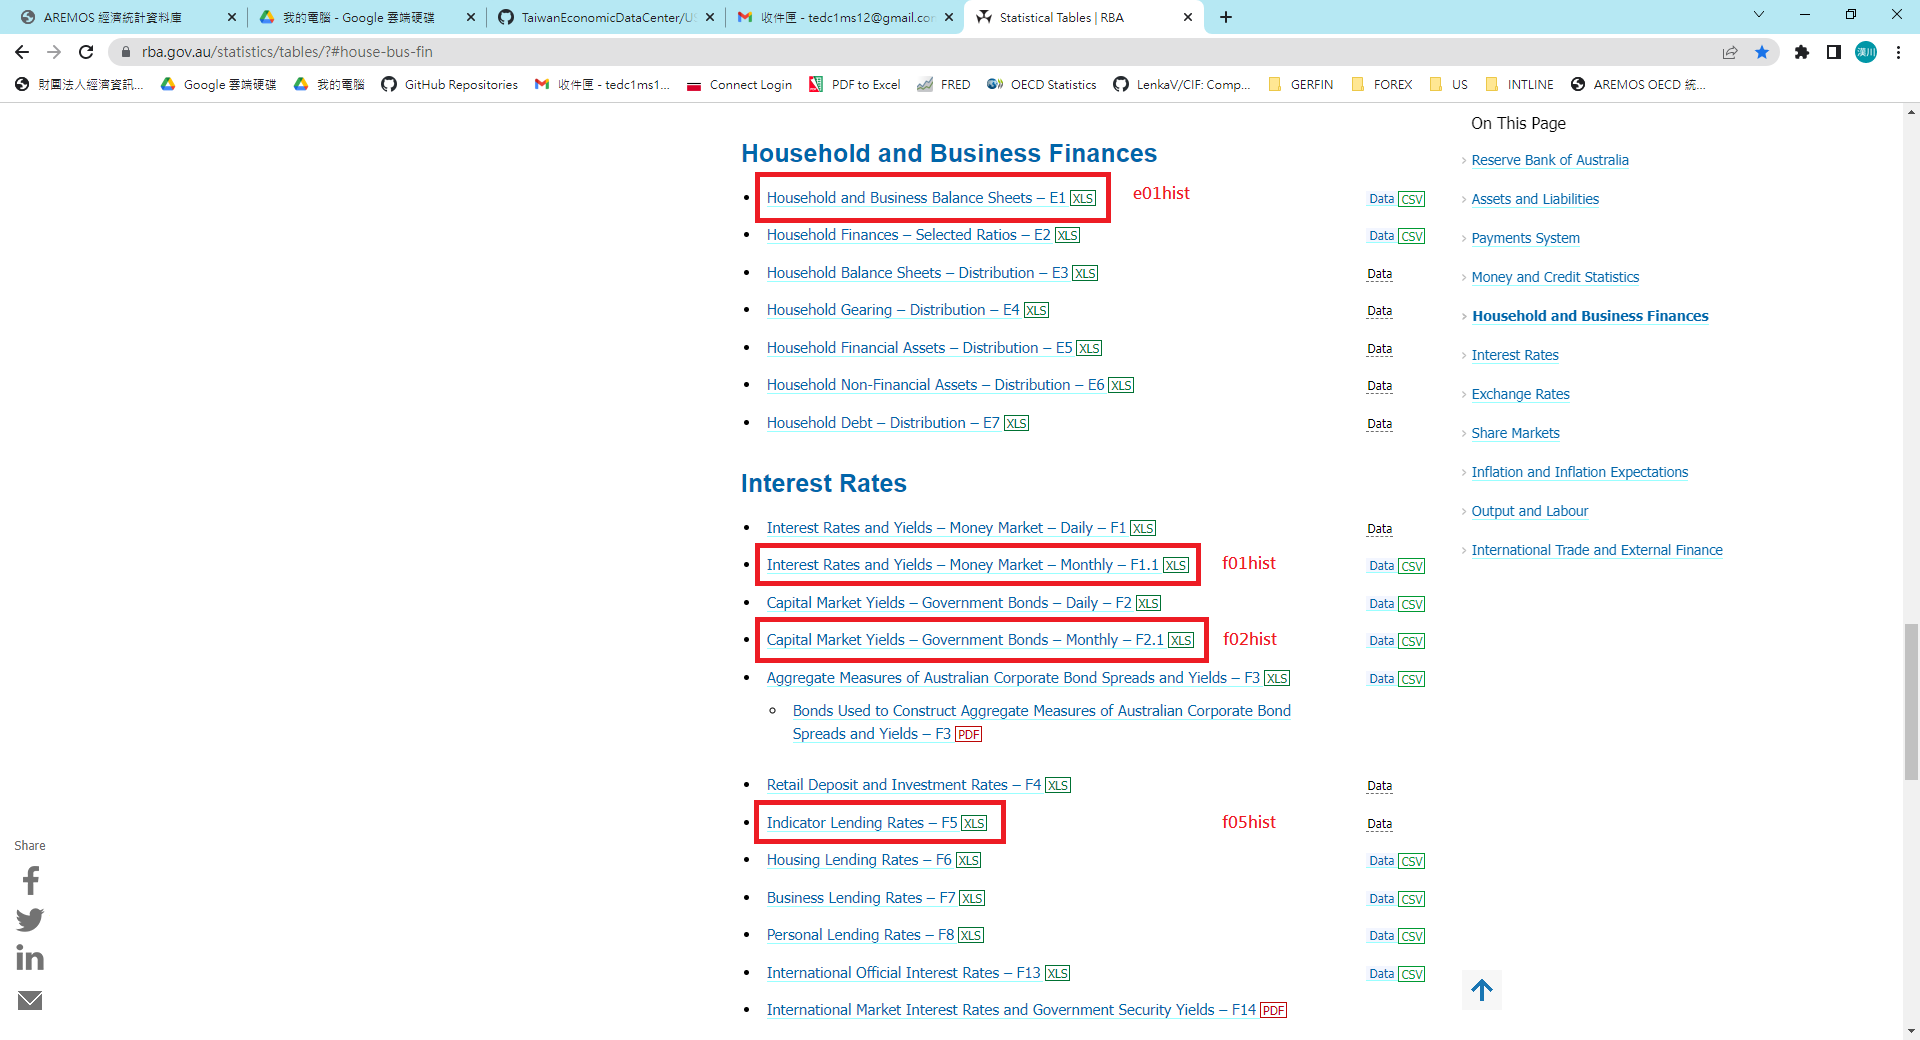 AREMOS 經濟統計資料庫
我的電腦 - Google 雲端硬碟
TaiwanEconomicDataCenter/US
收件匣 - tedc1ms12@gmail.com
Statistical Tables | RBA
rba.gov.au/statistics/tables/?#house-bus-fin
漢川
財團法人經濟資訊...
Google 雲端硬碟
我的電腦
GitHub Repositories
收件匣 - tedc1ms1...
Connect Login
PDF to Excel
FRED
OECD Statistics
LenkaV/CIF: Comp...
GERFIN
FOREX
US
INTLINE
AREMOS OECD 統...
Household and Business Finances
Household and Business Balance Sheets – E1 XLS
e01hist
Data CSV
Household Finances – Selected Ratios – E2 XLS
Data CSV
Household Balance Sheets – Distribution – E3 XLS
Data
Household Gearing – Distribution – E4 XLS
Data
Household Financial Assets – Distribution – E5 XLS
Data
Household Non-Financial Assets – Distribution – E6 XLS
Data
Household Debt – Distribution – E7 XLS
Data
Interest Rates
Interest Rates and Yields – Money Market – Daily – F1 XLS
Data
Interest Rates and Yields – Money Market – Monthly – F1.1 XLS
f01hist
Data CSV
Capital Market Yields – Government Bonds – Daily – F2 XLS
Data CSV
Capital Market Yields – Government Bonds – Monthly – F2.1 XLS
f02hist
Data CSV
Aggregate Measures of Australian Corporate Bond Spreads and Yields – F3 XLS
Data CSV
Bonds Used to Construct Aggregate Measures of Australian Corporate Bond
Spreads and Yields – F3 PDF
Retail Deposit and Investment Rates – F4 XLS
Data
Indicator Lending Rates – F5 XLS
f05hist
Data
Housing Lending Rates – F6 XLS
Data CSV
Business Lending Rates – F7 XLS
Data CSV
Personal Lending Rates – F8 XLS
Data CSV
International Official Interest Rates – F13 XLS
Data CSV
International Market Interest Rates and Government Security Yields – F14 PDF
On This Page
Reserve Bank of Australia
Assets and Liabilities
Payments System
Money and Credit Statistics
Household and Business Finances
Interest Rates
Exchange Rates
Share Markets
Inflation and Inflation Expectations
Output and Labour
International Trade and External Finance
Share